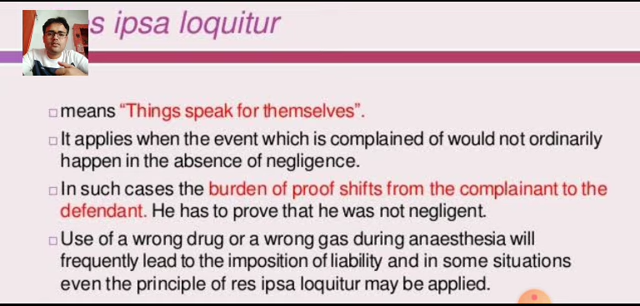 s ipsa loquitur
means “Things speak for themselves”.
It applies when the event which is complained of would not ordinarily
happen in the absence of negligence.
In such cases the burden of proof shifts from the complainant to the
defendant. He has to prove that he was not negligent.
Use of a wrong drug or a wrong gas during anaesthesia will
frequently lead to the imposition of liability and in some situations
even the principle of res ipsa loquitur may be applied.